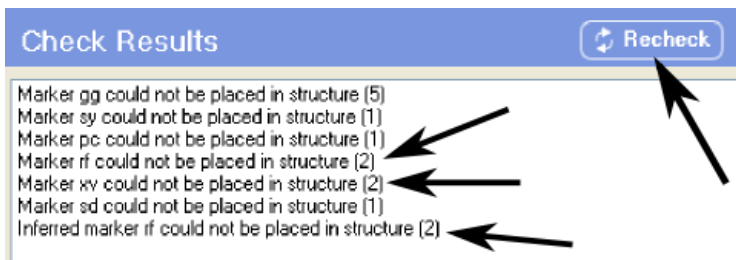 Check Results
Recheck
Marker gg could not be placed in structure (5)
Marker sy could not be placed in structure (1)
Marker pc could not be placed in structure (1)
Marker rf could not be placed in structure (2)
Marker xv could not be placed in structure (2)
Marker sd could not be placed in structure (1)
Inferred marker rf could not be placed in structure (2)